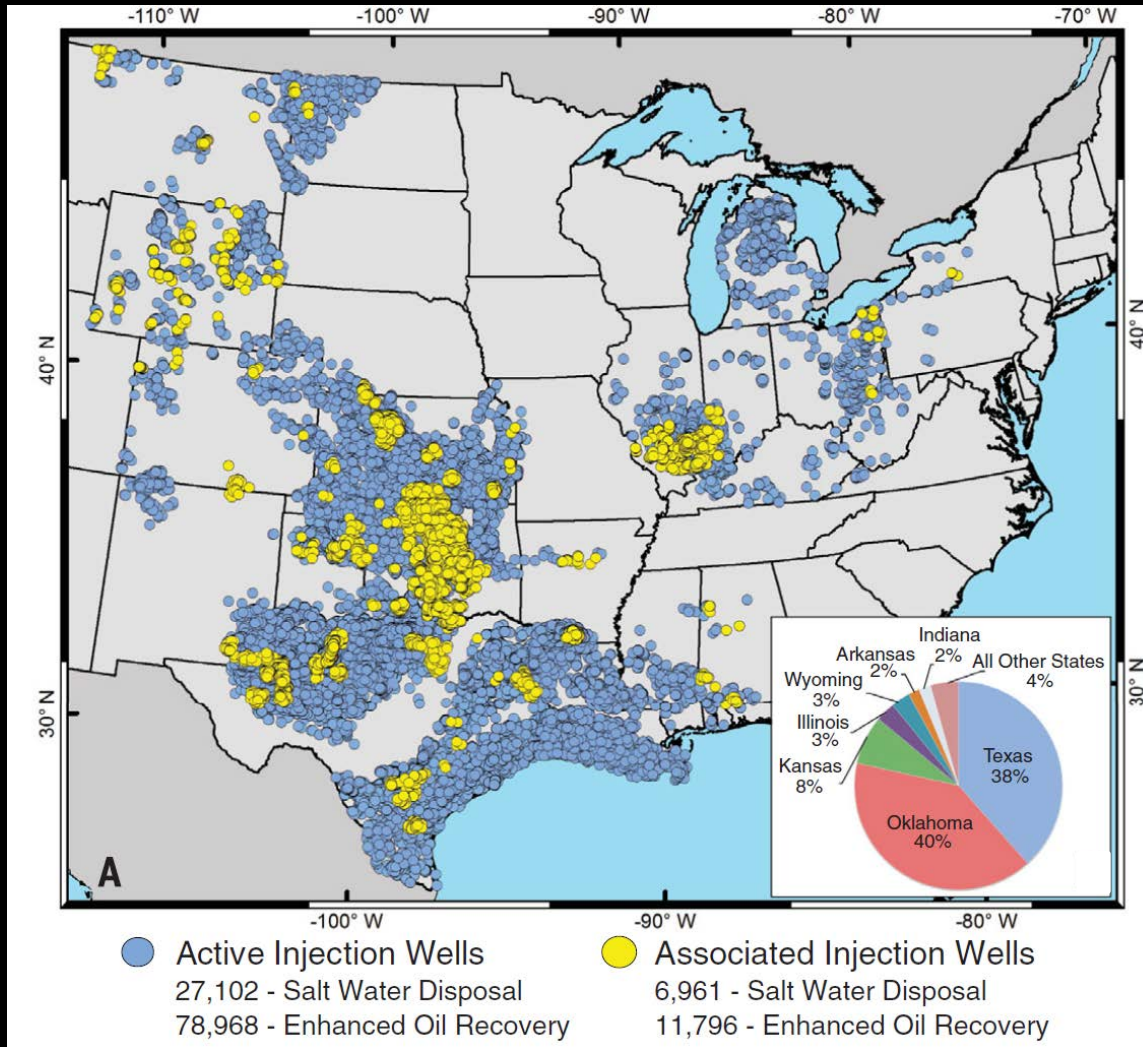 -110° W
-100° W
-90° W
-80° W
-70° W
40° N
40° N
30° N
30° N
Indiana
2%
Arkansas
2%
All Other States
4%
Wyoming
3%
Illinois
3%
Kansas
8%
Texas
38%
Oklahoma
40%
A
-100° W
-90° W
-80° W
Active Injection Wells
27,102 - Salt Water Disposal
78,968 - Enhanced Oil Recovery
Associated Injection Wells
6,961 - Salt Water Disposal
11,796 - Enhanced Oil Recovery